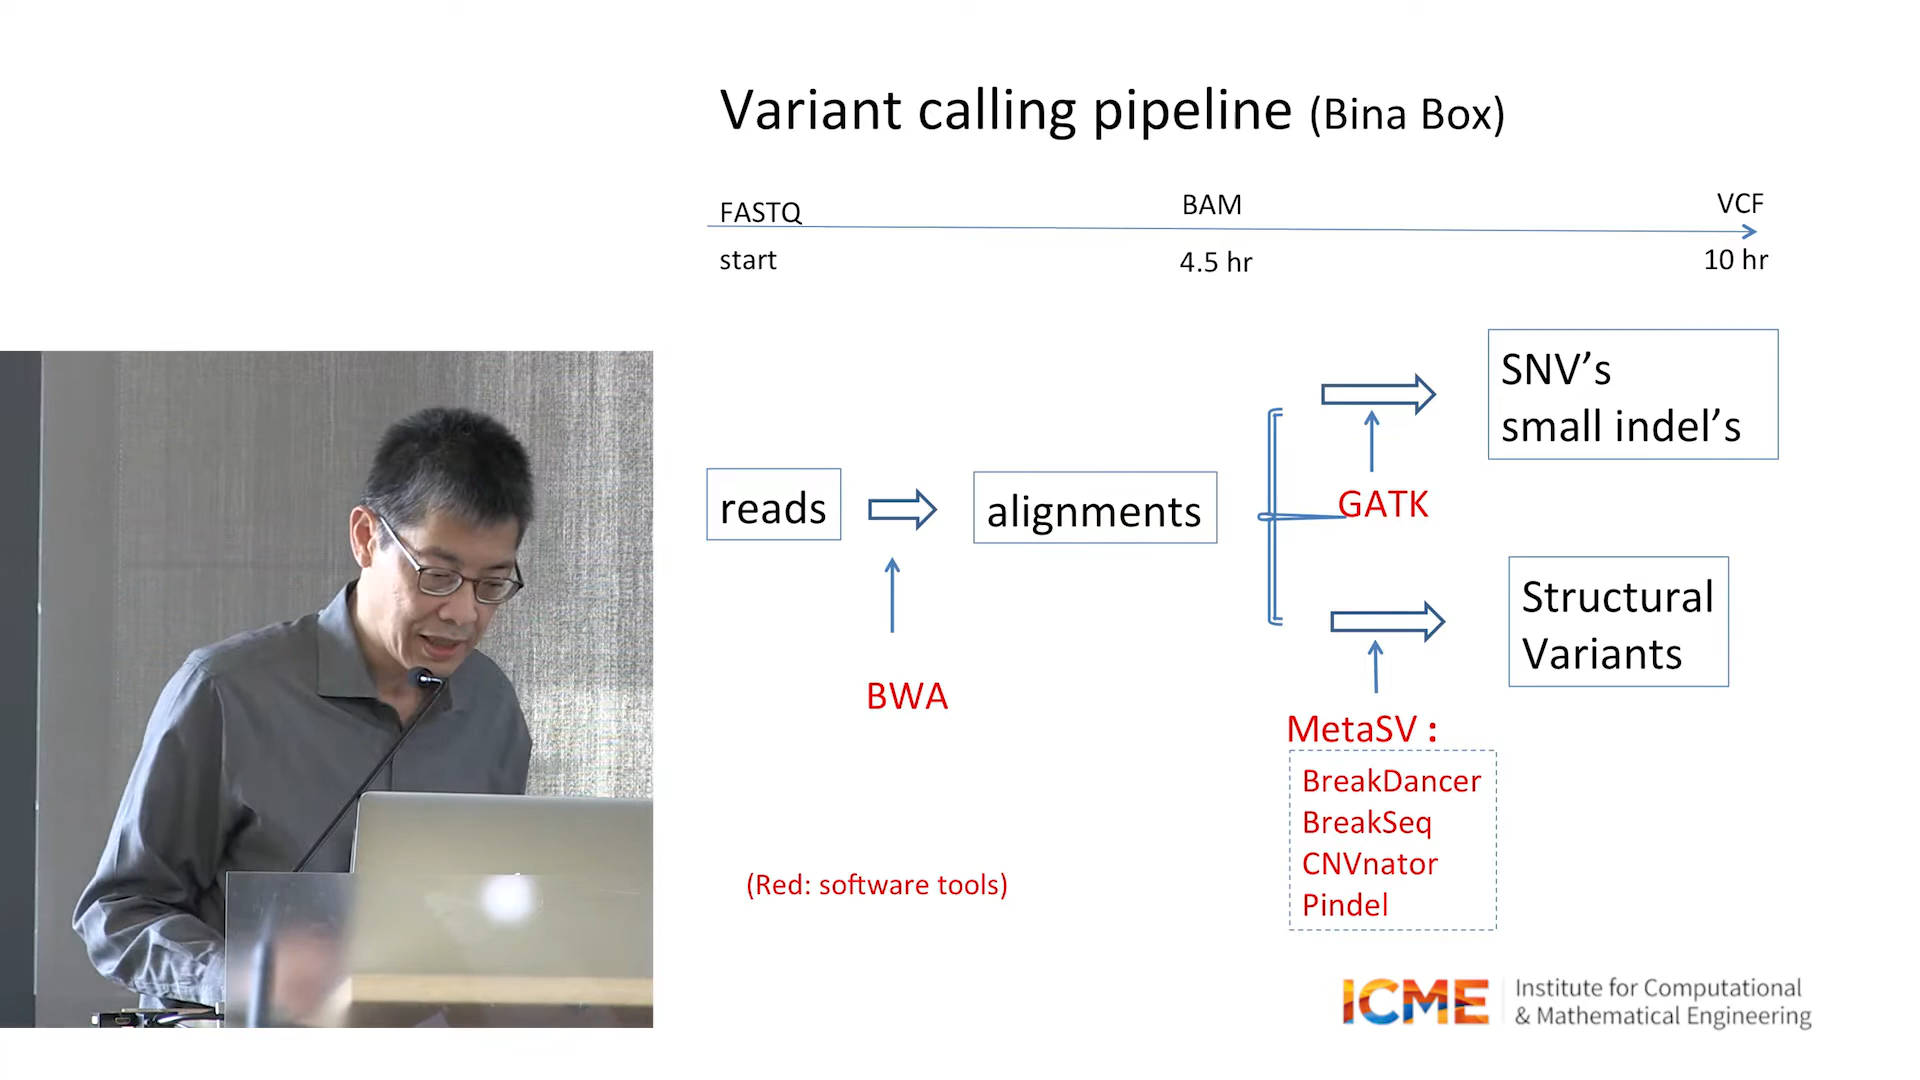 Variant calling pipeline (Bina Box)
FASTQ BAM VCF
start 4.5 hr 10 hr
SNV’s
small indel’s
reads
alignments
GATK
Structural
Variants
BWA
MetaSV :
BreakDancer
BreakSeq
CNVnator
Pindel
(Red: software tools)
ICME
Institute for Computational
& Mathematical Engineering